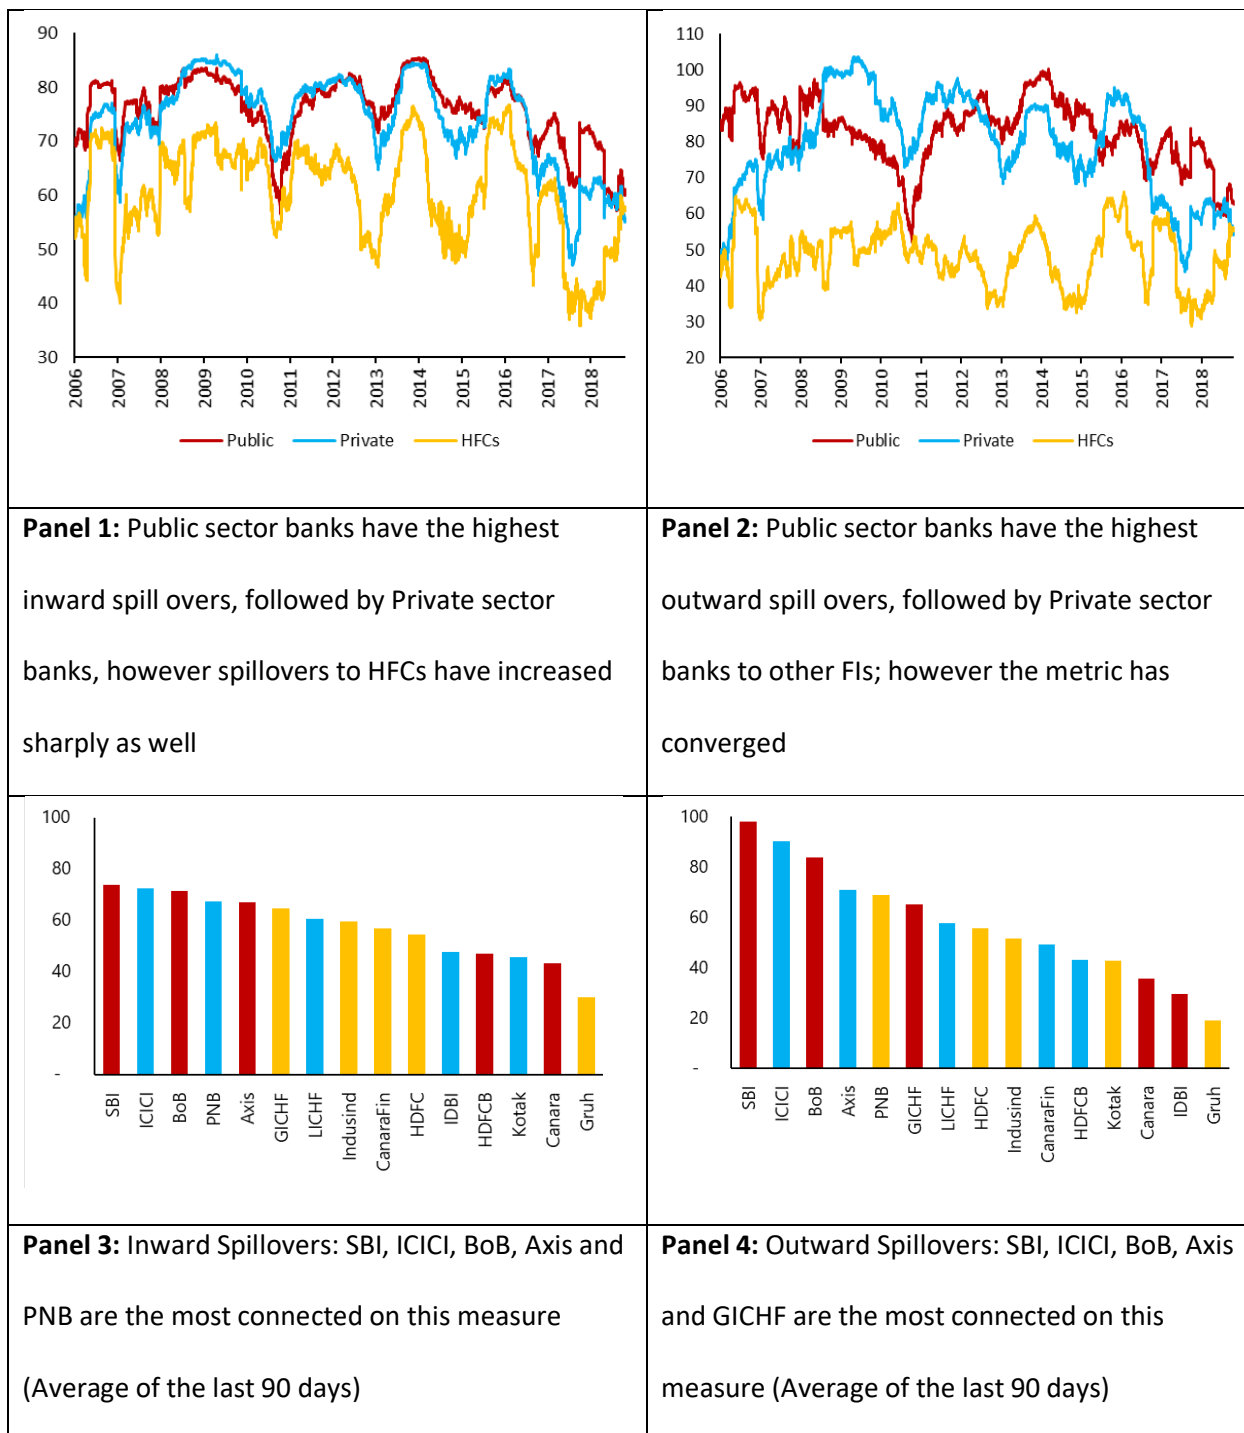 90
80
70
60
50
40
30
2006
2007
2008
2009
2010
2011
2012
2013
2014
2015
2016
2017
2018
Public Private HFCs
110
100
90
80
70
60
50
40
30
20
2006
2007
2008
2009
2010
2011
2012
2013
2014
2015
2016
2017
2018
Public Private HFCs
Panel 1: Public sector banks have the highest
inward spill overs, followed by Private sector
banks, however spillovers to HFCs have increased
sharply as well
Panel 2: Public sector banks have the highest
outward spill overs, followed by Private sector
banks to other FIs; however the metric has
converged
100
80
60
40
20
-
SBI
ICICI
BoB
PNB
Axis
GICHF
LICHF
Indusind
CanaraFin
HDFC
IDBI
HDFCB
Kotak
Canara
Gruh
100
80
60
40
20
-
SBI
ICICI
BoB
Axis
PNB
GICHF
LICHF
HDFC
Indusind
CanaraFin
HDFCB
Kotak
Canara
IDBI
Gruh
Panel 3: Inward Spillovers: SBI, ICICI, BoB, Axis and
PNB are the most connected on this measure
(Average of the last 90 days)
Panel 4: Outward Spillovers: SBI, ICICI, BoB, Axis
and GICHF are the most connected on this
measure (Average of the last 90 days)